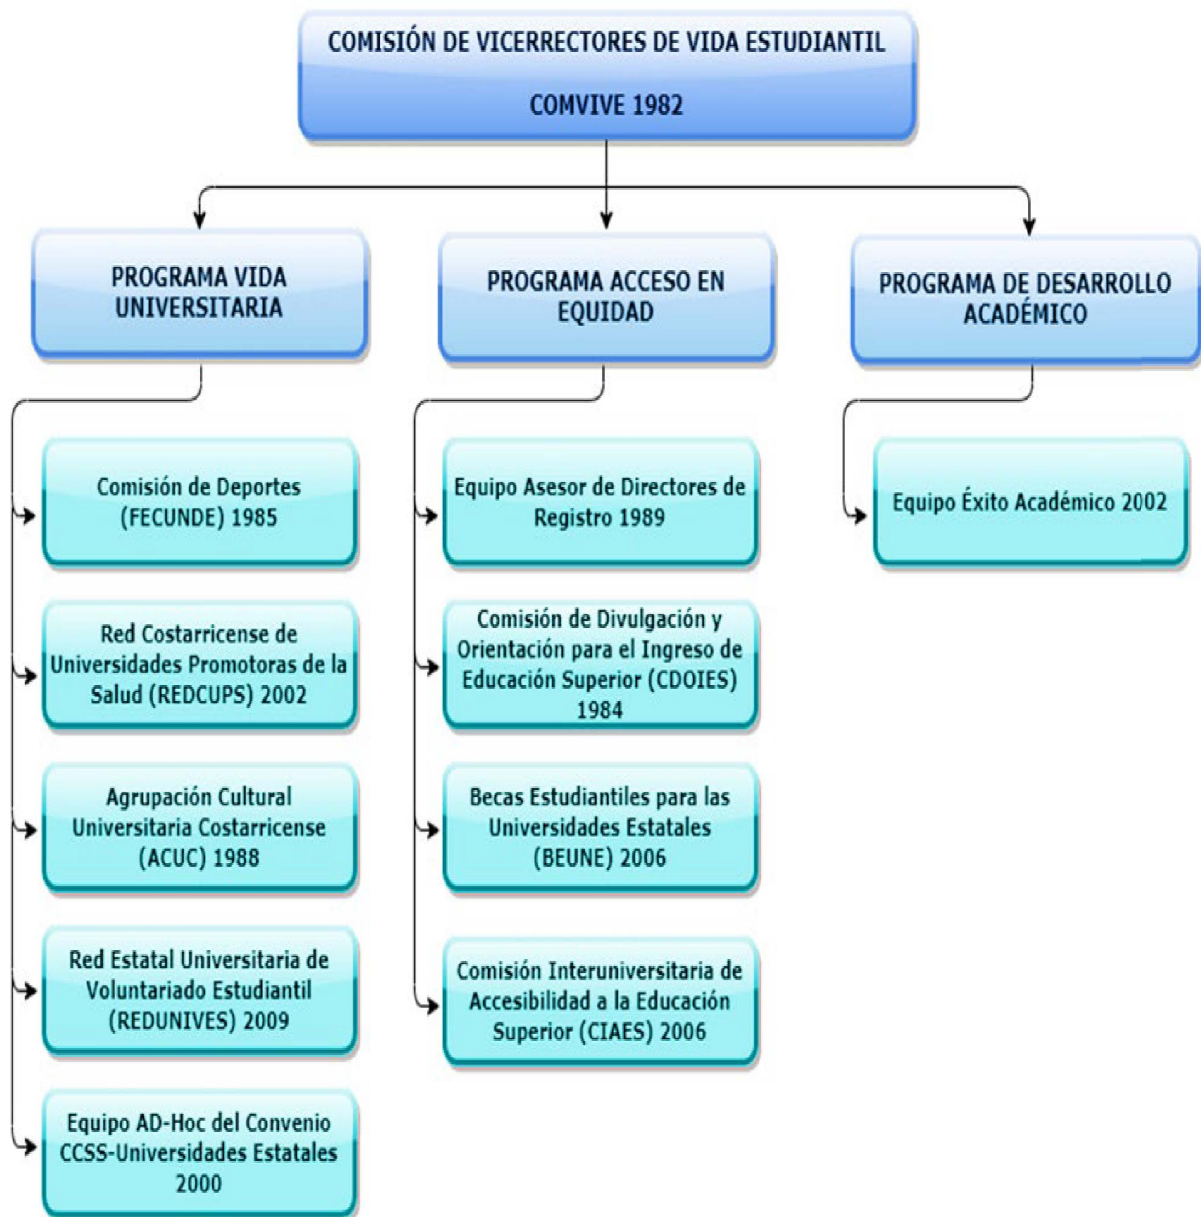 COMISIÓN DE VICERRECTORES DE VIDA ESTUDIANTIL
COMVIVE 1982
PROGRAMA VIDA
UNIVERSITARIA
PROGRAMA ACCESO EN
EQUIDAD
PROGRAMA DE DESARROLLO
ACADÉMICO
Comisión de Deportes
(FECUNDE) 1985
Red Costarricense de
Universidades Promotoras de la
Salud (REDCUPS) 2002
Agrupación Cultural
Universitaria Costarricense
(ACUC) 1988
Red Estatal Universitaria de
Voluntariado Estudiantil
(REDUNIVES) 2009
Equipo AD-Hoc del Convenio
CCSS-Universidades Estatales
2000
Equipo Asesor de Directores de
Registro 1989
Comisión de Divulgación y
Orientación para el Ingreso de
Educación Superior (CDOIES)
1984
Becas Estudiantiles para las
Universidades Estatales
(BEUNE) 2006
Comisión Interuniversitaria de
Accesibilidad a la Educación
Superior (CIAES) 2006
Equipo Éxito Académico 2002